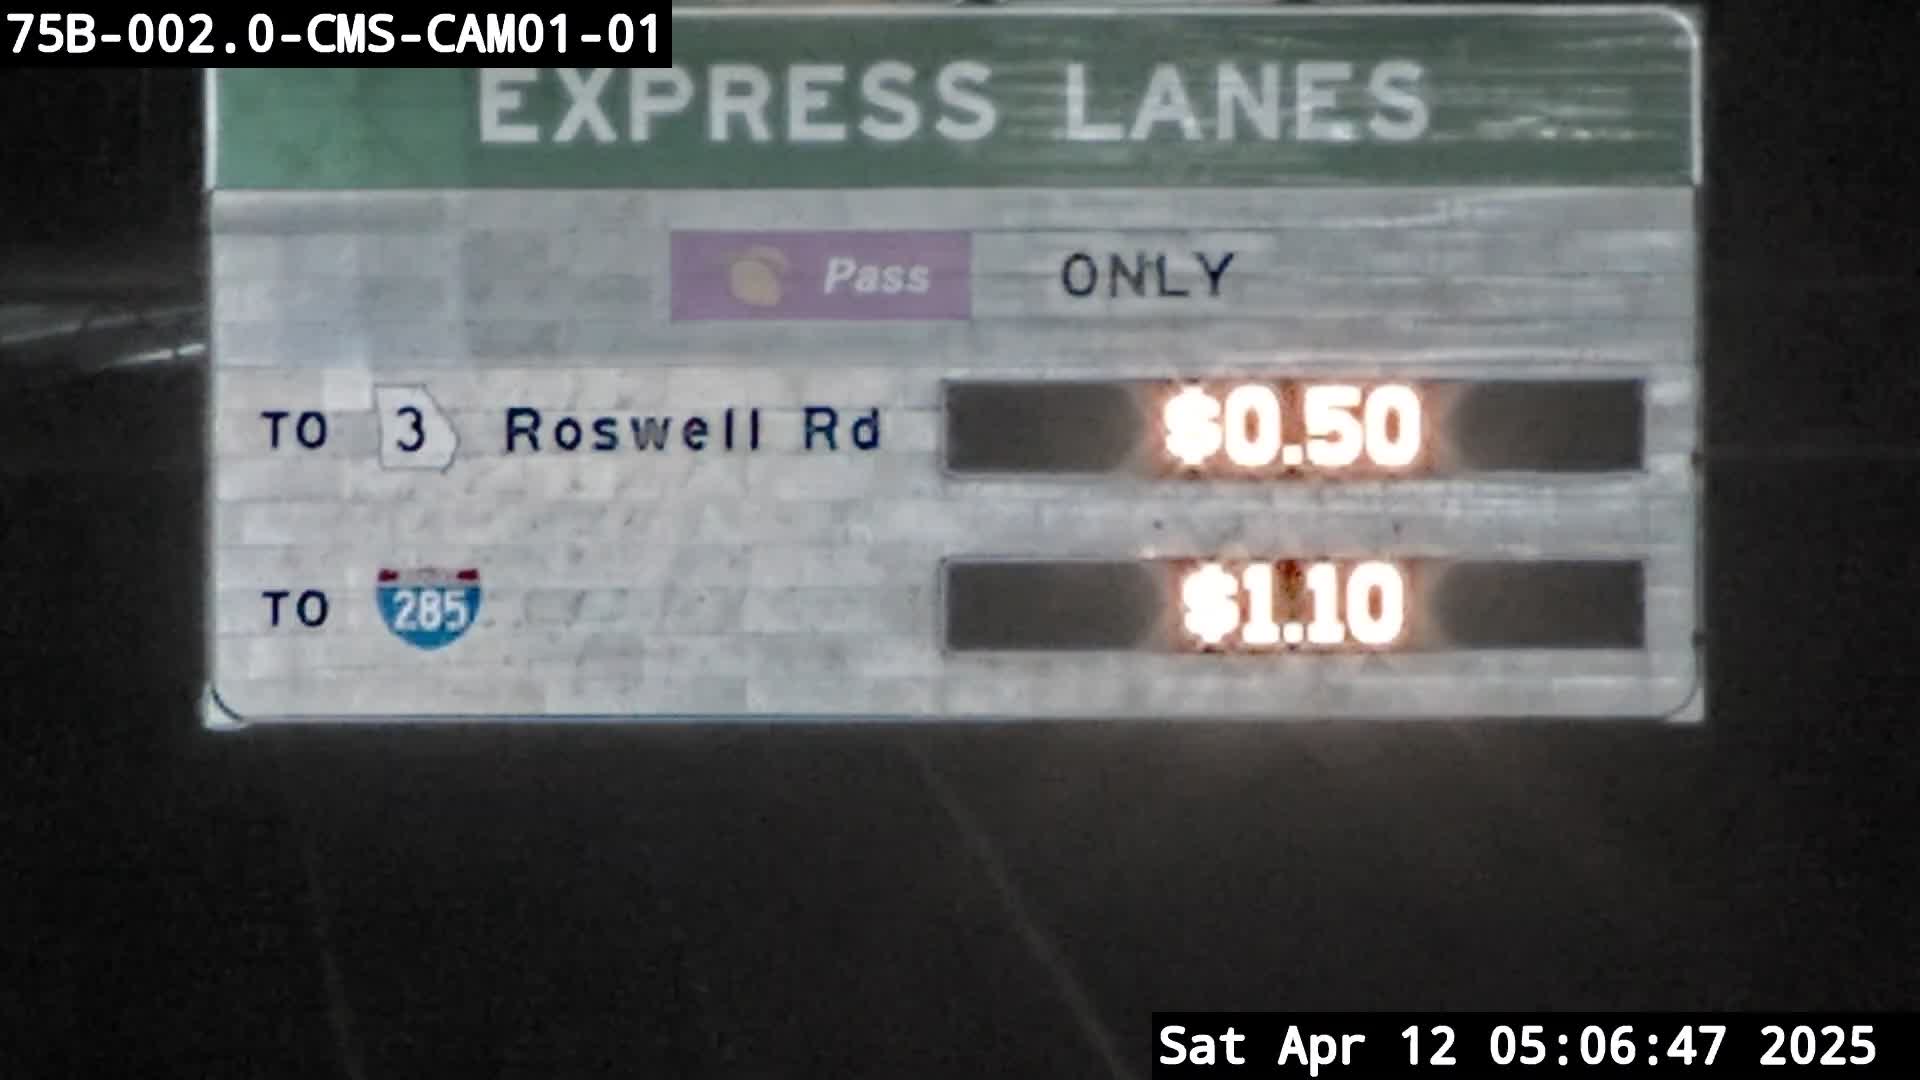 75B-002.0-CMS-CAM01-01
EXPRESS LANES
Pass ONLY
TO 3 Roswell Rd $0.50
TO 285 $1.10
Sat Apr 12 05:06:47 2025